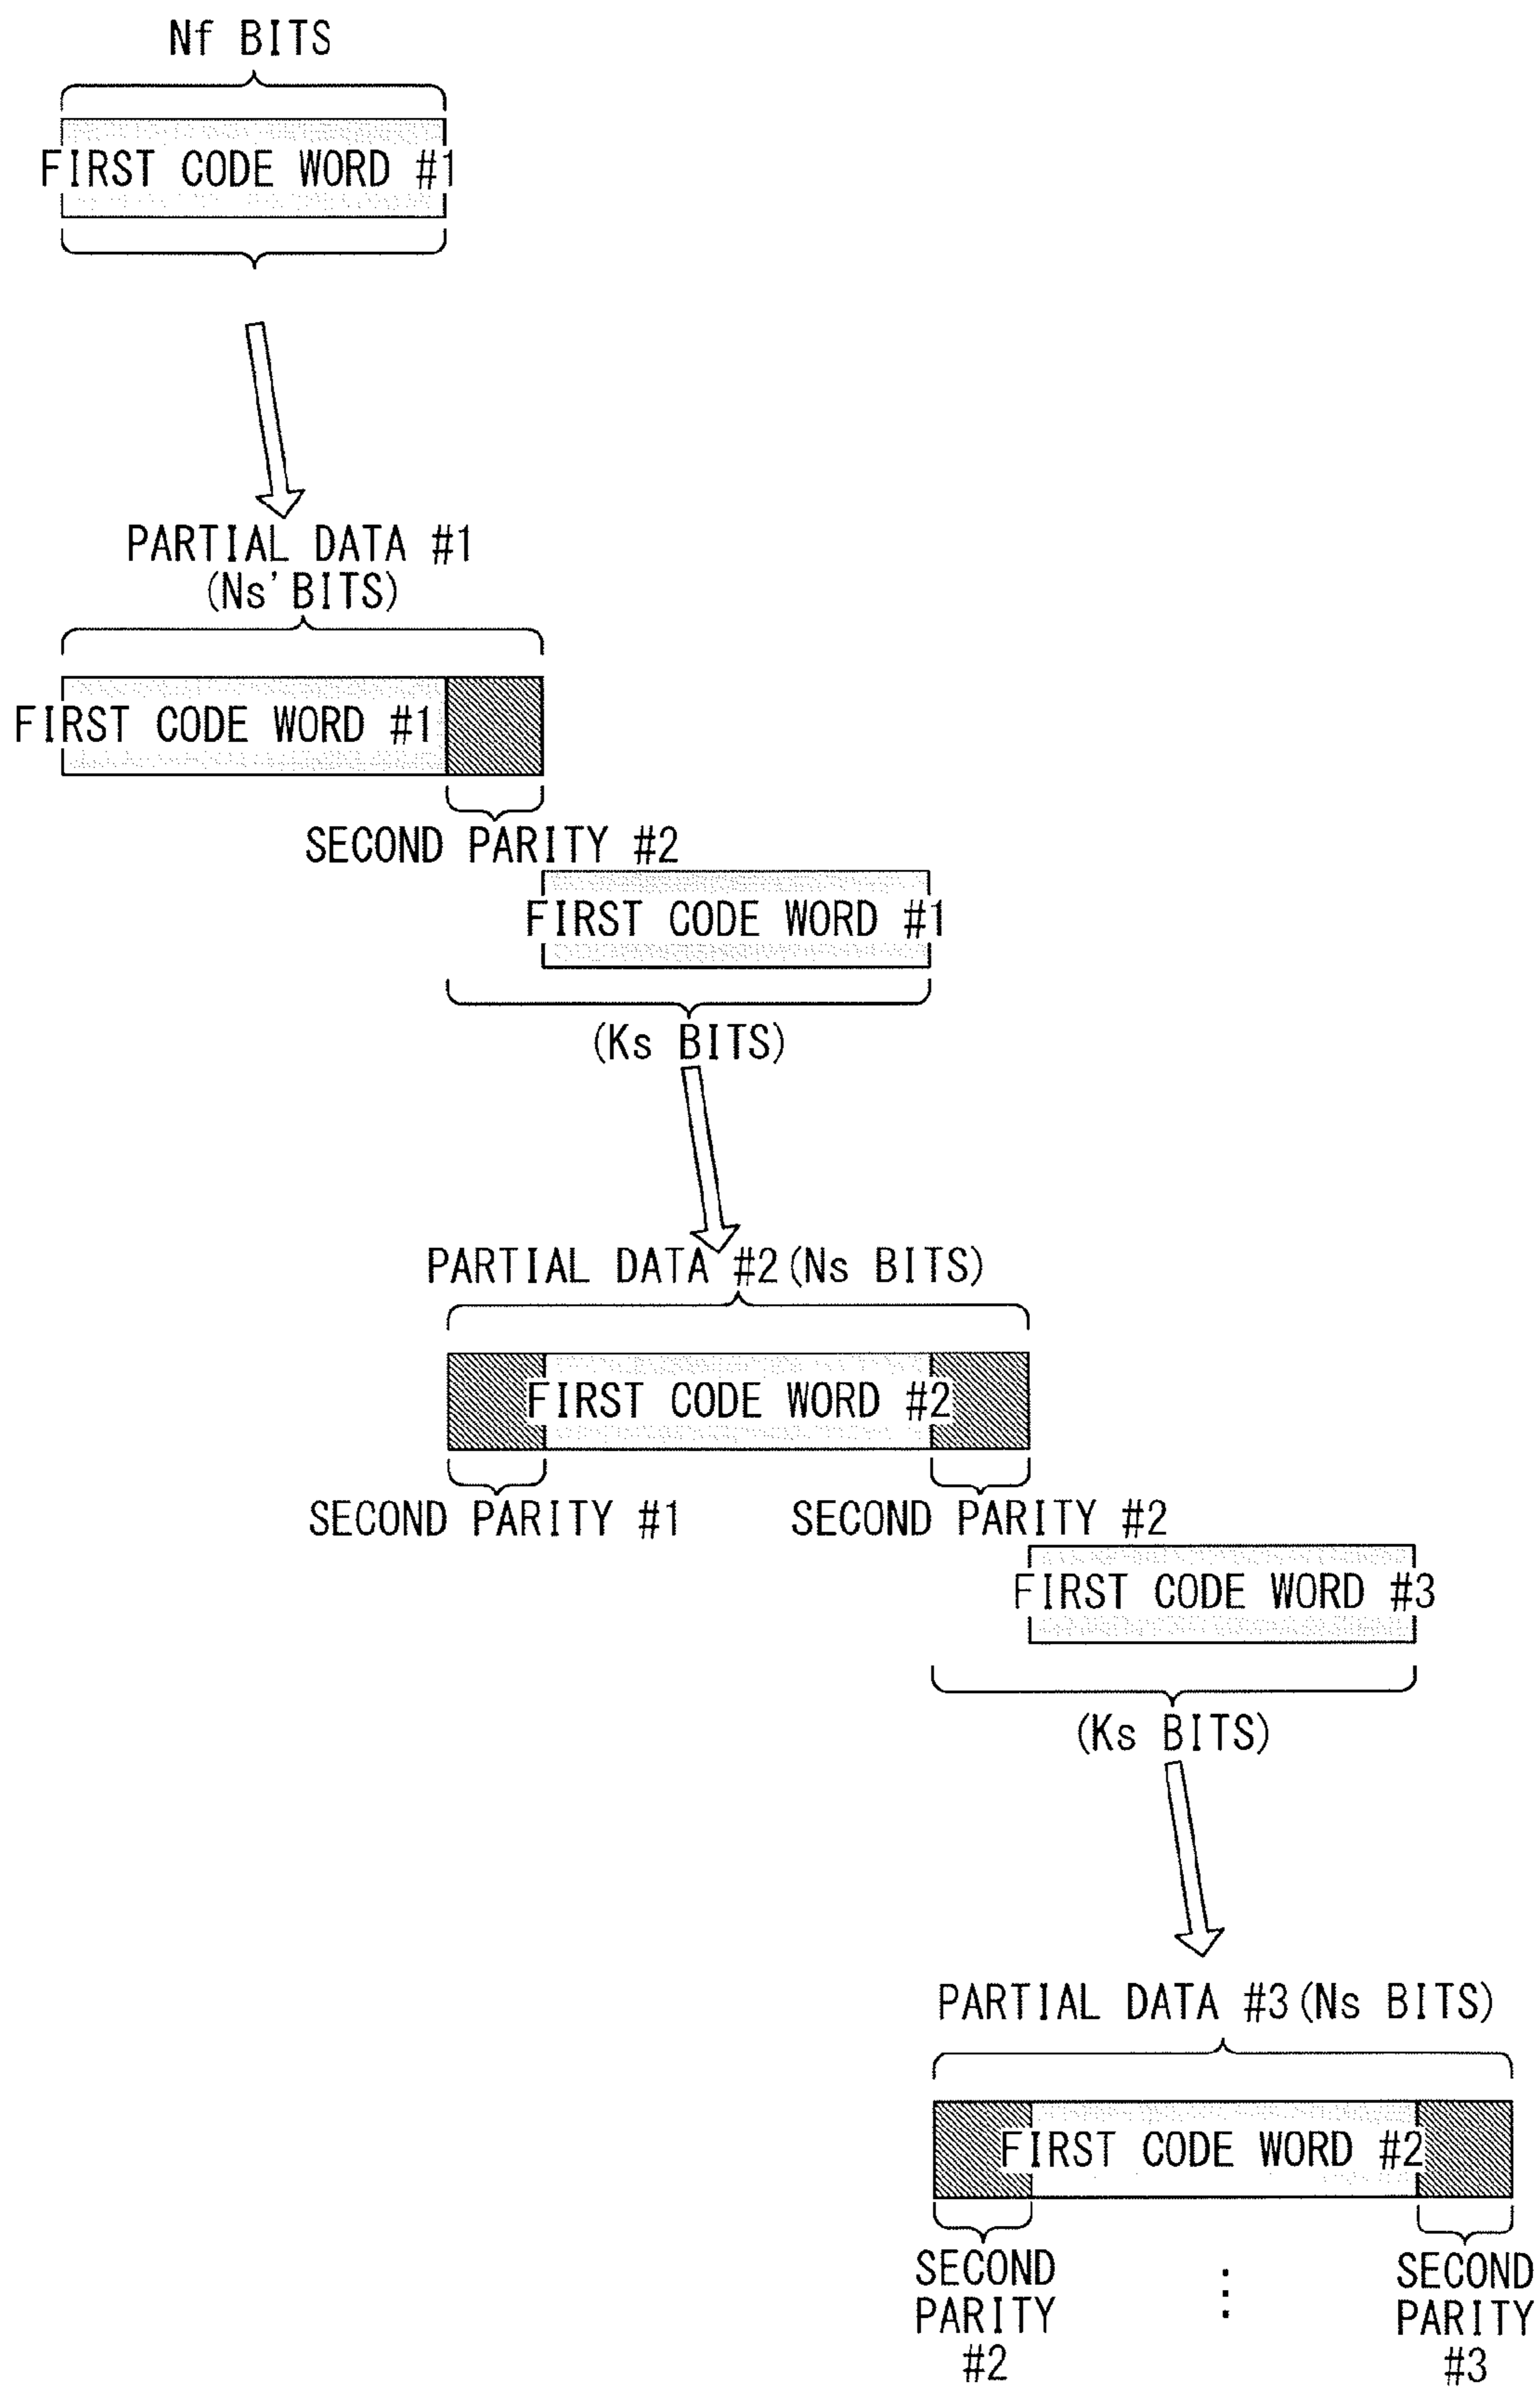 Nf BITS
FIRST CODE WORD #1
PARTIAL DATA #1
(Ns'BITS)
FIRST CODE WORD #1
SECOND PARITY #2
FIRST CODE WORD #1
(Ks BITS)
PARTIAL DATA #2(Ns BITS)
FIRST CODE WORD #2
SECOND PARITY #1 SECOND PARITY #2
FIRST CODE WORD #3
(Ks BITS)
PARTIAL DATA #3(Ns BITS)
FIRST CODE WORD #2
SECOND
PARITY
#2
⋮
SECOND
PARITY
#3